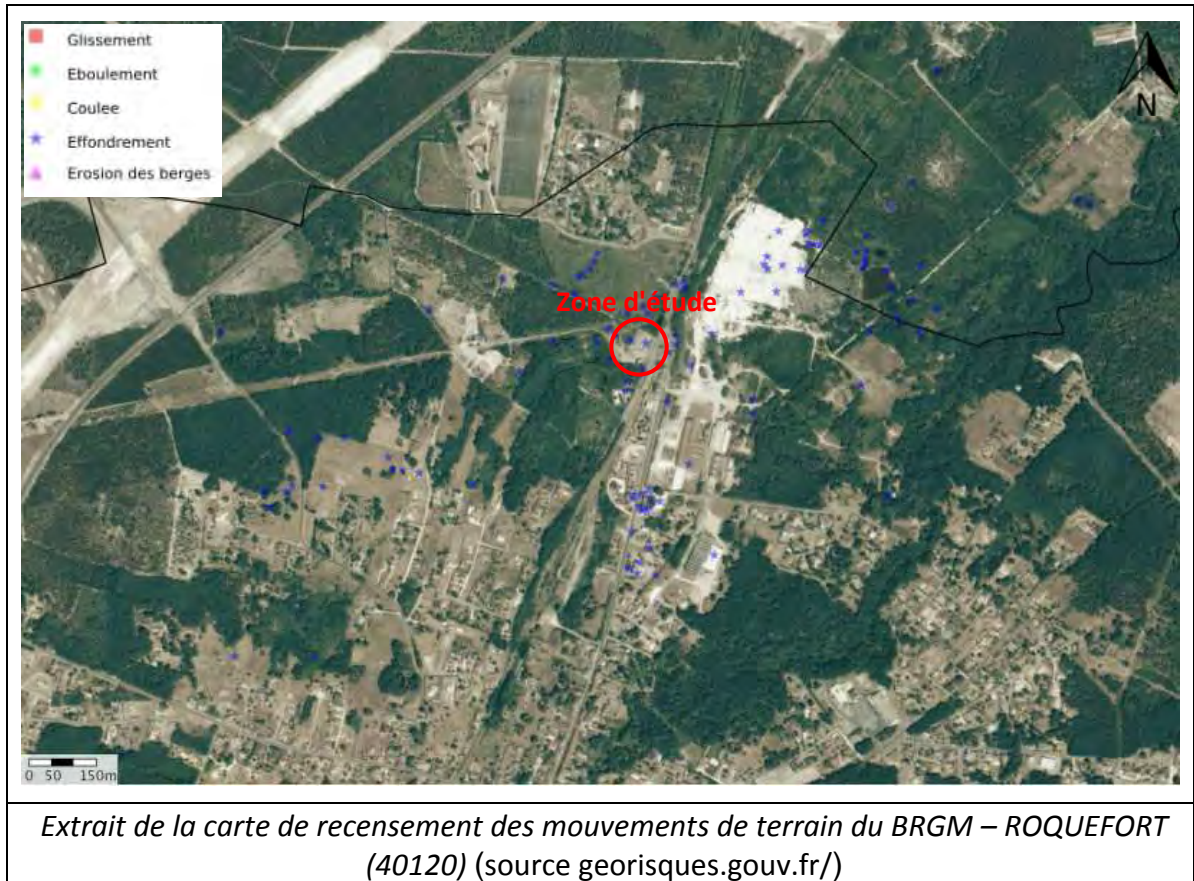 Glissement
Eboulement
Coulee
Effondrement
Erosion des berges
N
Zone d'étude
0 50 150m
Extrait de la carte de recensement des mouvements de terrain du BRGM – ROQUEFORT
(40120) (source georisques.gouv.fr/)